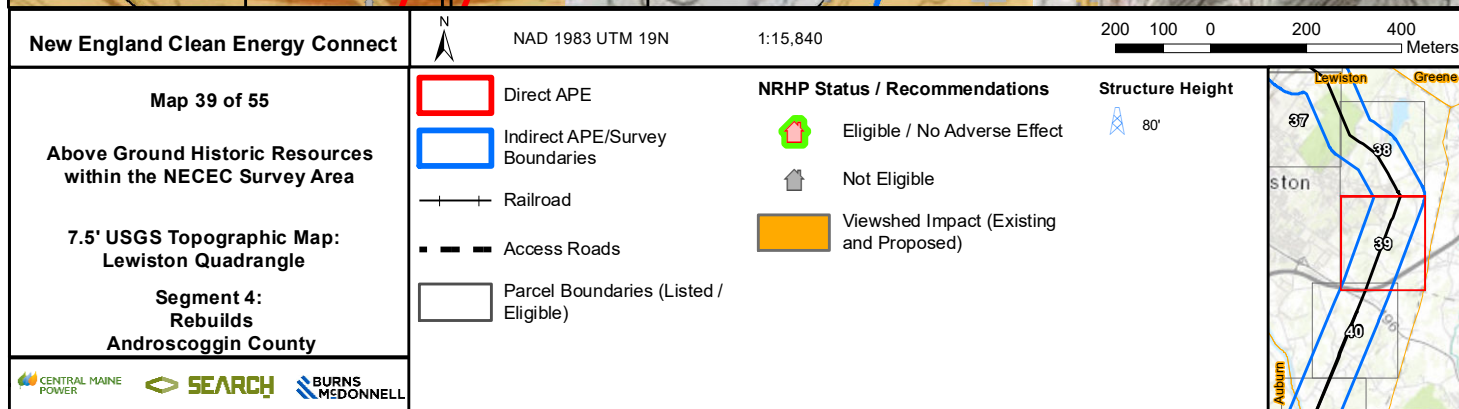 New England Clean Energy Connect
N
NAD 1983 UTM 19N
1:15,840
200 100 0 200 400
Meters
Map 39 of 55
Above Ground Historic Resources
within the NECEC Survey Area
7.5' USGS Topographic Map:
Lewiston Quadrangle
Segment 4:
Rebuilds
Androscoggin County
CENTRAL MAINE
POWER
SEARCH
BURNS
McDONNELL
Direct APE
Indirect APE/Survey
Boundaries
Railroad
Access Roads
Parcel Boundaries (Listed /
Eligible)
NRHP Status / Recommendations
Eligible / No Adverse Effect
Not Eligible
Viewshed Impact (Existing
and Proposed)
Structure Height
80'
Lewiston
Greene
37
38
ston
39
196
40
Auburn